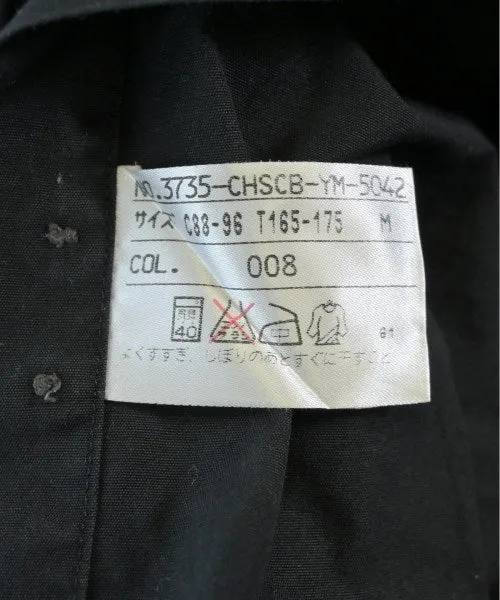 No.3735-CHSCB-YM-5042
サイズ C88-96 T165-175 M
COL. 008
40
よくすすぎ、しぼりのあとすぐに干すこと